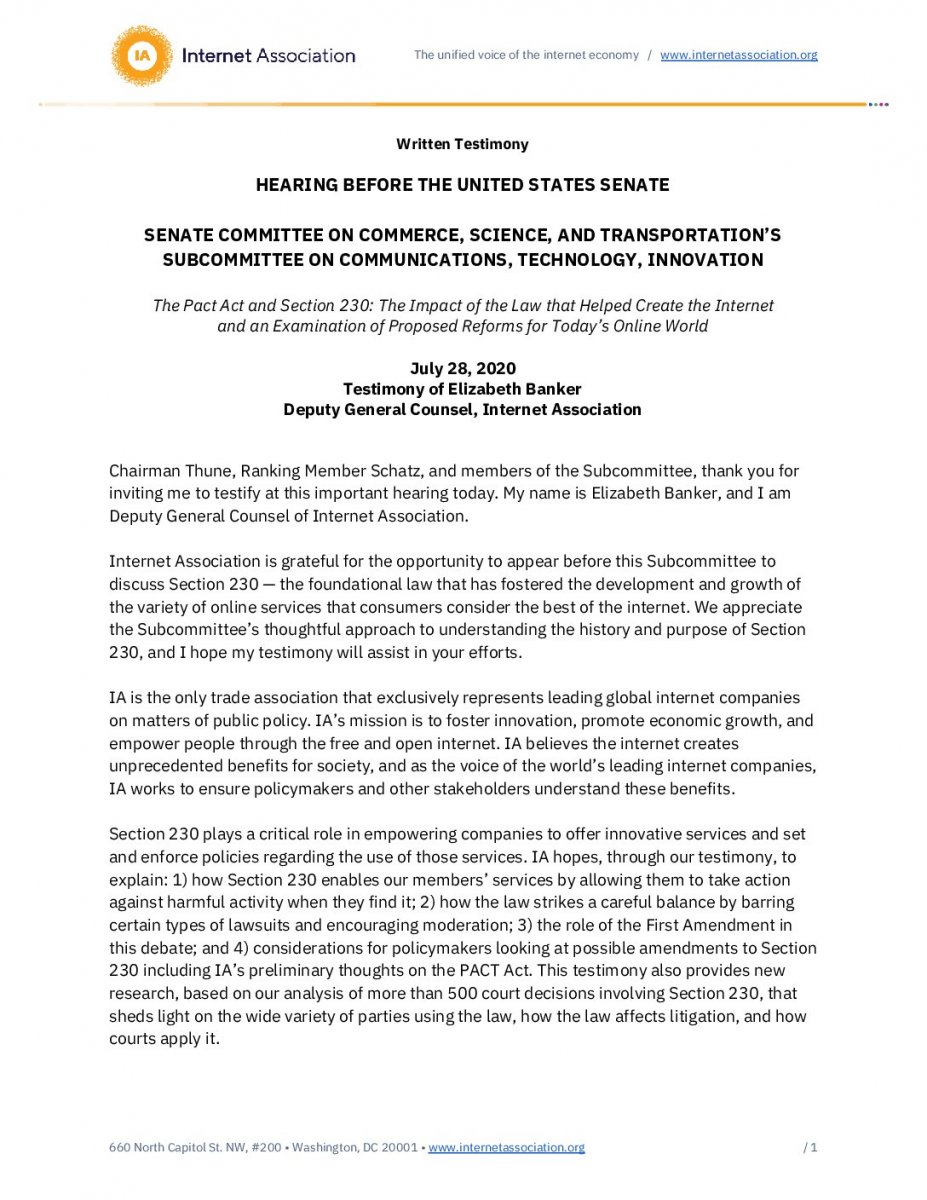 IA Internet Association
The unified voice of the internet economy / www.internetassociation.org
Written Testimony
HEARING BEFORE THE UNITED STATES SENATE
SENATE COMMITTEE ON COMMERCE, SCIENCE, AND TRANSPORTATION’S
SUBCOMMITTEE ON COMMUNICATIONS, TECHNOLOGY, INNOVATION
The Pact Act and Section 230: The Impact of the Law that Helped Create the Internet
and an Examination of Proposed Reforms for Today’s Online World
July 28, 2020
Testimony of Elizabeth Banker
Deputy General Counsel, Internet Association
Chairman Thune, Ranking Member Schatz, and members of the Subcommittee, thank you for
inviting me to testify at this important hearing today. My name is Elizabeth Banker, and I am
Deputy General Counsel of Internet Association.
Internet Association is grateful for the opportunity to appear before this Subcommittee to
discuss Section 230 — the foundational law that has fostered the development and growth of
the variety of online services that consumers consider the best of the internet. We appreciate
the Subcommittee’s thoughtful approach to understanding the history and purpose of Section
230, and I hope my testimony will assist in your efforts.
IA is the only trade association that exclusively represents leading global internet companies
on matters of public policy. IA’s mission is to foster innovation, promote economic growth, and
empower people through the free and open internet. IA believes the internet creates
unprecedented benefits for society, and as the voice of the world’s leading internet companies,
IA works to ensure policymakers and other stakeholders understand these benefits.
Section 230 plays a critical role in empowering companies to offer innovative services and set
and enforce policies regarding the use of those services. IA hopes, through our testimony, to
explain: 1) how Section 230 enables our members’ services by allowing them to take action
against harmful activity when they find it; 2) how the law strikes a careful balance by barring
certain types of lawsuits and encouraging moderation; 3) the role of the First Amendment in
this debate; and 4) considerations for policymakers looking at possible amendments to Section
230 including IA’s preliminary thoughts on the PACT Act. This testimony also provides new
research, based on our analysis of more than 500 court decisions involving Section 230, that
sheds light on the wide variety of parties using the law, how the law affects litigation, and how
courts apply it.
660 North Capitol St. NW, #200 • Washington, DC 20001 • www.internetassociation.org / 1